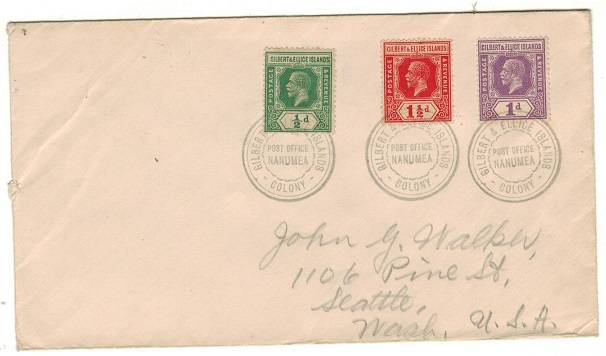 GILBERT & ELLICE ISLANDS
POSTAGE
& REVENUE
½d
GILBERT & ELLICE ISLANDS
POSTAGE
& REVENUE
1½d
GILBERT & ELLICE ISLANDS
POSTAGE
& REVENUE
1d
GILBERT & ELLICE ISLANDS
POST OFFICE
NANUMEA
- COLONY -
GILBERT & ELLICE ISLANDS
POST OFFICE
NANUMEA
- COLONY -
GILBERT & ELLICE ISLANDS
POST OFFICE
NANUMEA
- COLONY -
John G. Walker,
1106 Pine St,
Seattle,
Wash, U.S.A.